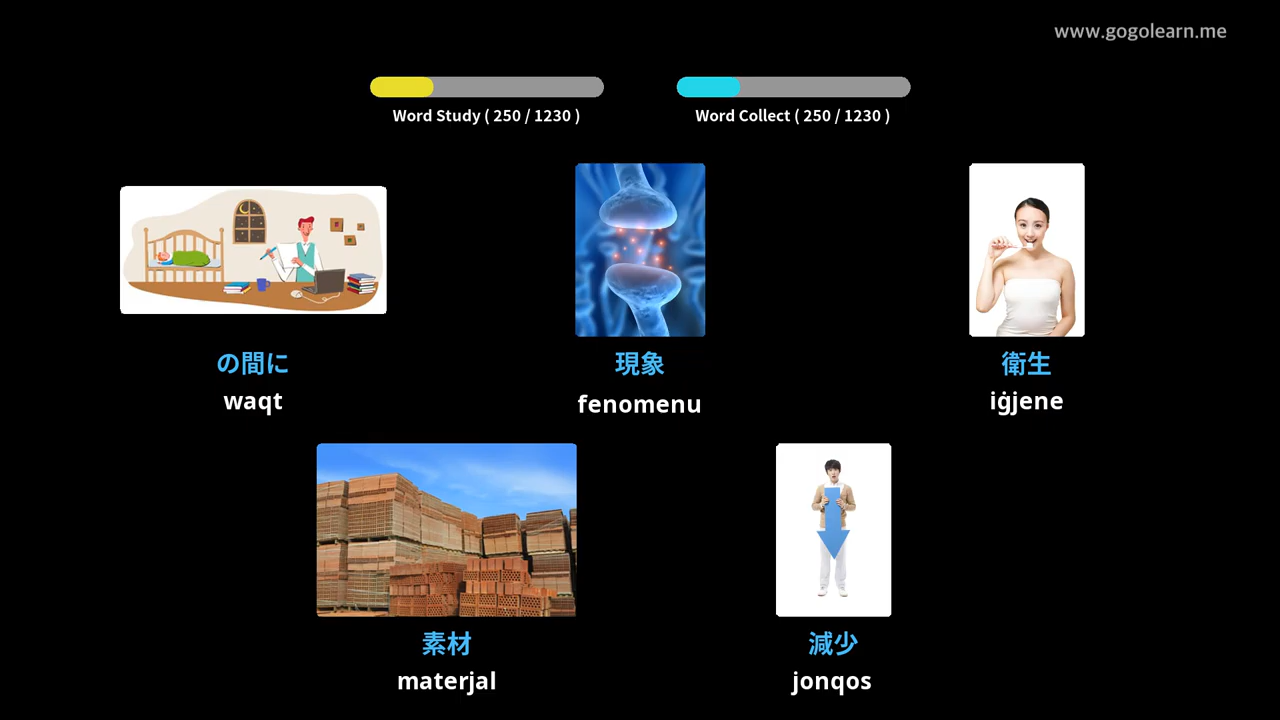 www.gogolearn.me
Word Study ( 250 / 1230 )
Word Collect ( 250 / 1230 )
の間に
waqt
現象
fenomenu
衛生
iġjene
素材
materjal
減少
jonqos